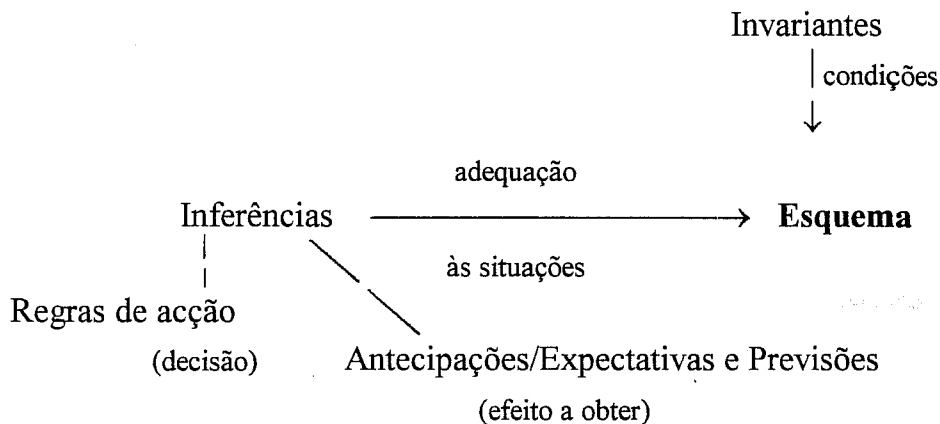 Invariantes
condições
adequação
Inferências
Esquema
às situações
Regras de acção
(decisão)
Antecipações/Expectativas e Previsões
(efeito a obter)